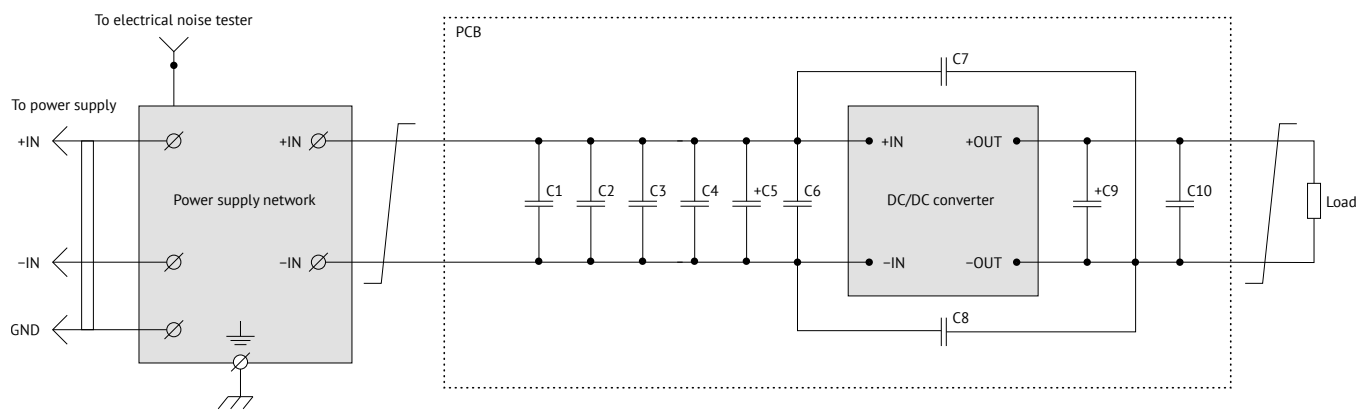 To electrical noise tester
PCB
C7
To power supply
+IN
+IN
+IN
+OUT
C1
C2
C3
C4
+C5
C6
Power supply network
DC/DC converter
+C9
C10
Load
−IN
−IN
−IN
−OUT
C8
GND